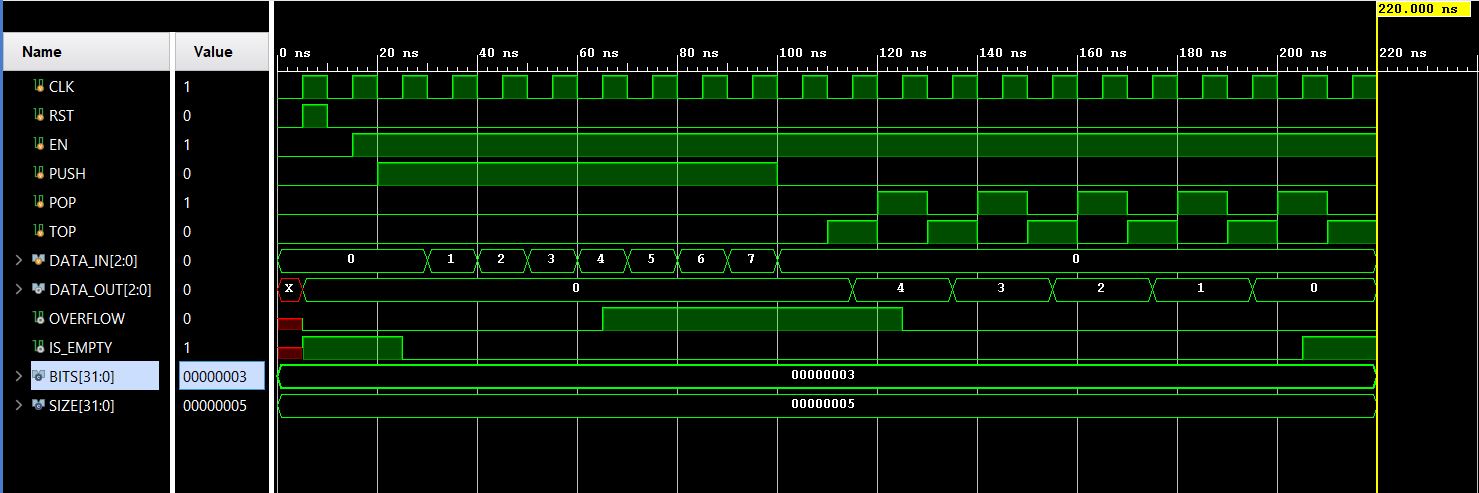 220.000 ns
Name Value 0 ns 20 ns 40 ns 60 ns 80 ns 100 ns 120 ns 140 ns 160 ns 180 ns 200 ns 220 ns
CLK 1
RST 0
EN 1
PUSH 0
POP 1
TOP 0
DATA_IN[2:0] 0 0 1 2 3 4 5 6 7 0
DATA_OUT[2:0] 0 X 0 4 3 2 1 0
OVERFLOW 0
IS_EMPTY 1
BITS[31:0] 00000003 00000003
SIZE[31:0] 00000005 00000005